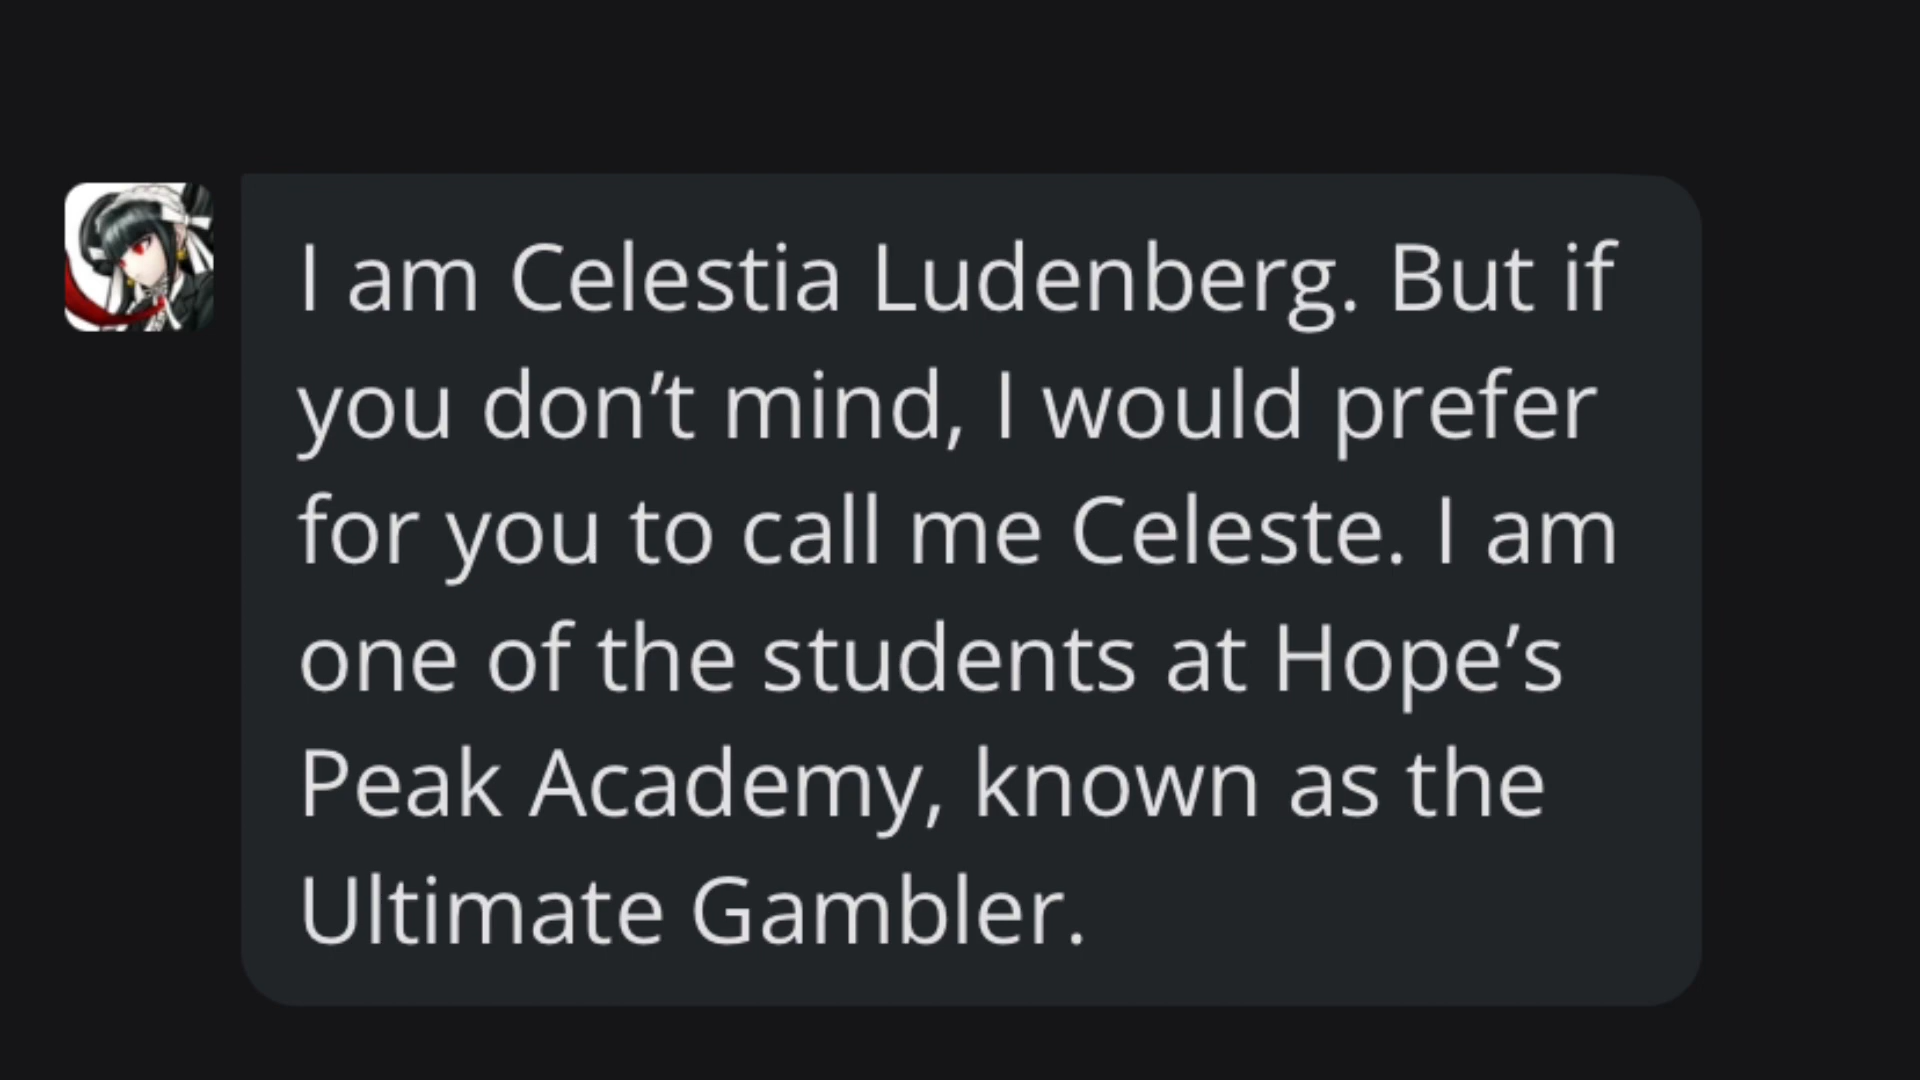 I am Celestia Ludenberg. But if
you don’t mind, I would prefer
for you to call me Celeste. I am
one of the students at Hope’s
Peak Academy, known as the
Ultimate Gambler.